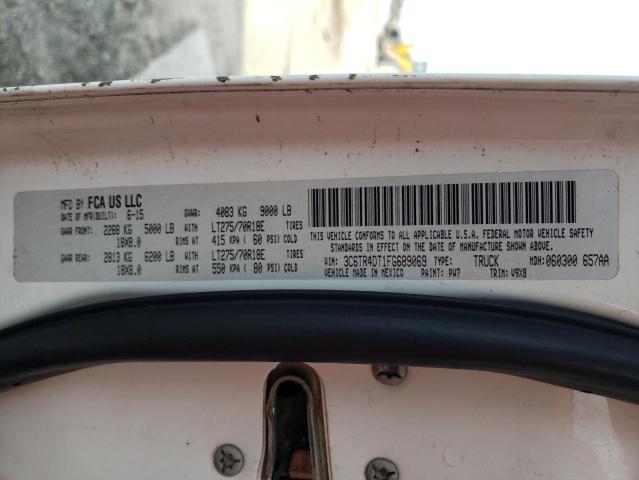 MFD BY FCA US LLC
DATE OF MFR(BUILT): 6-15 GVWR: 4083 KG 9000 LB
GAWR FRONT: 2268 KG 5000 LB WITH LT275/70R18E TIRES
18X8.0 RIMS AT 415 KPA ( 60 PSI) COLD
GAWR REAR: 2813 KG 6200 LB WITH LT275/70R18E TIRES
18X8.0 RIMS AT 550 KPA ( 80 PSI) COLD
THIS VEHICLE CONFORMS TO ALL APPLICABLE U.S.A. FEDERAL MOTOR VEHICLE SAFETY
STANDARDS IN EFFECT ON THE DATE OF MANUFACTURE SHOWN ABOVE.
VIN: 3C6TR4DT1FG689069 TYPE: TRUCK MDH: 060300 657AA
VEHICLE MADE IN MEXICO PAINT: PW7 TRIM: V9X8